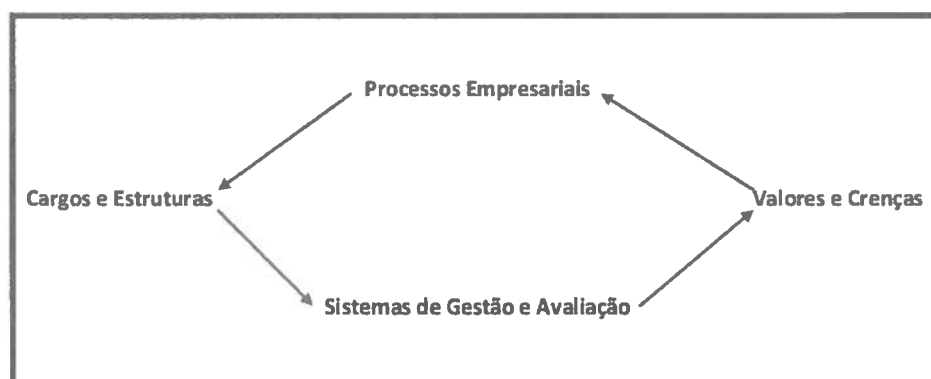 Processos Empresariais
Cargos e Estruturas
Valores e Crenças
Sistemas de Gestão e Avaliação